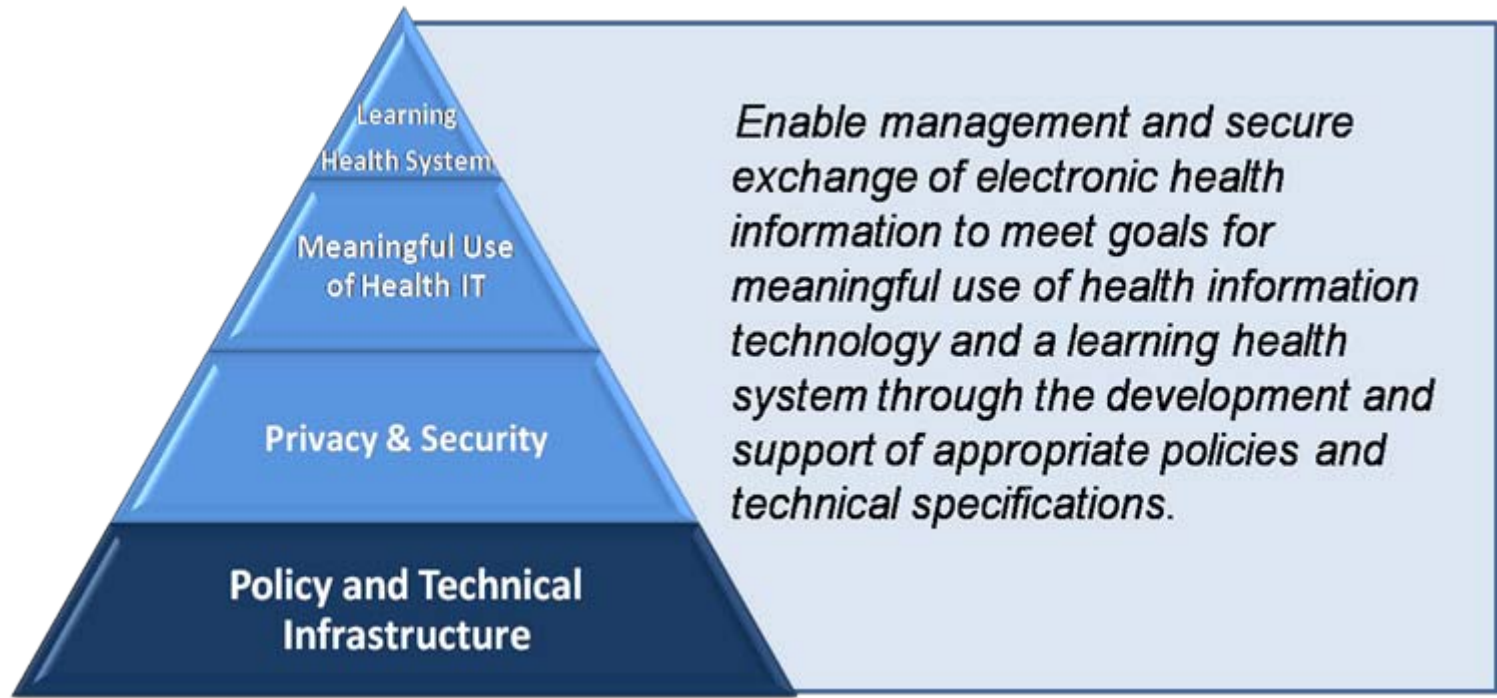 Learning
Health System
Meaningful Use
of Health IT
Privacy & Security
Policy and Technical
Infrastructure
Enable management and secure
exchange of electronic health
information to meet goals for
meaningful use of health information
technology and a learning health
system through the development and
support of appropriate policies and
technical specifications.